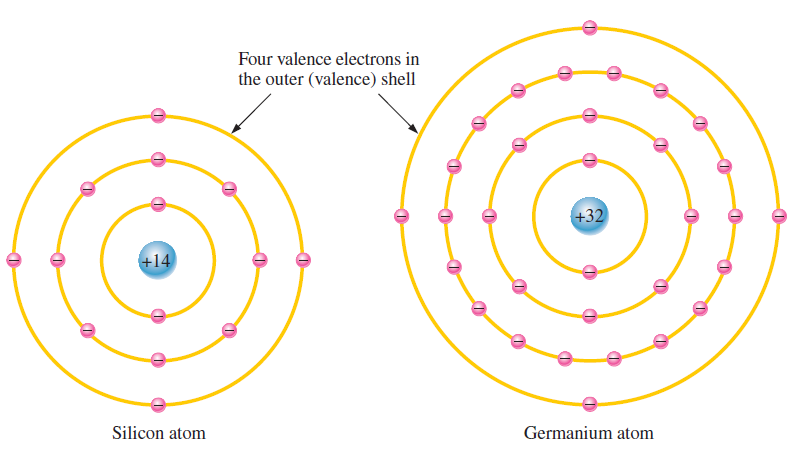 Four valence electrons in
the outer (valence) shell
+14
+32
Silicon atom
Germanium atom